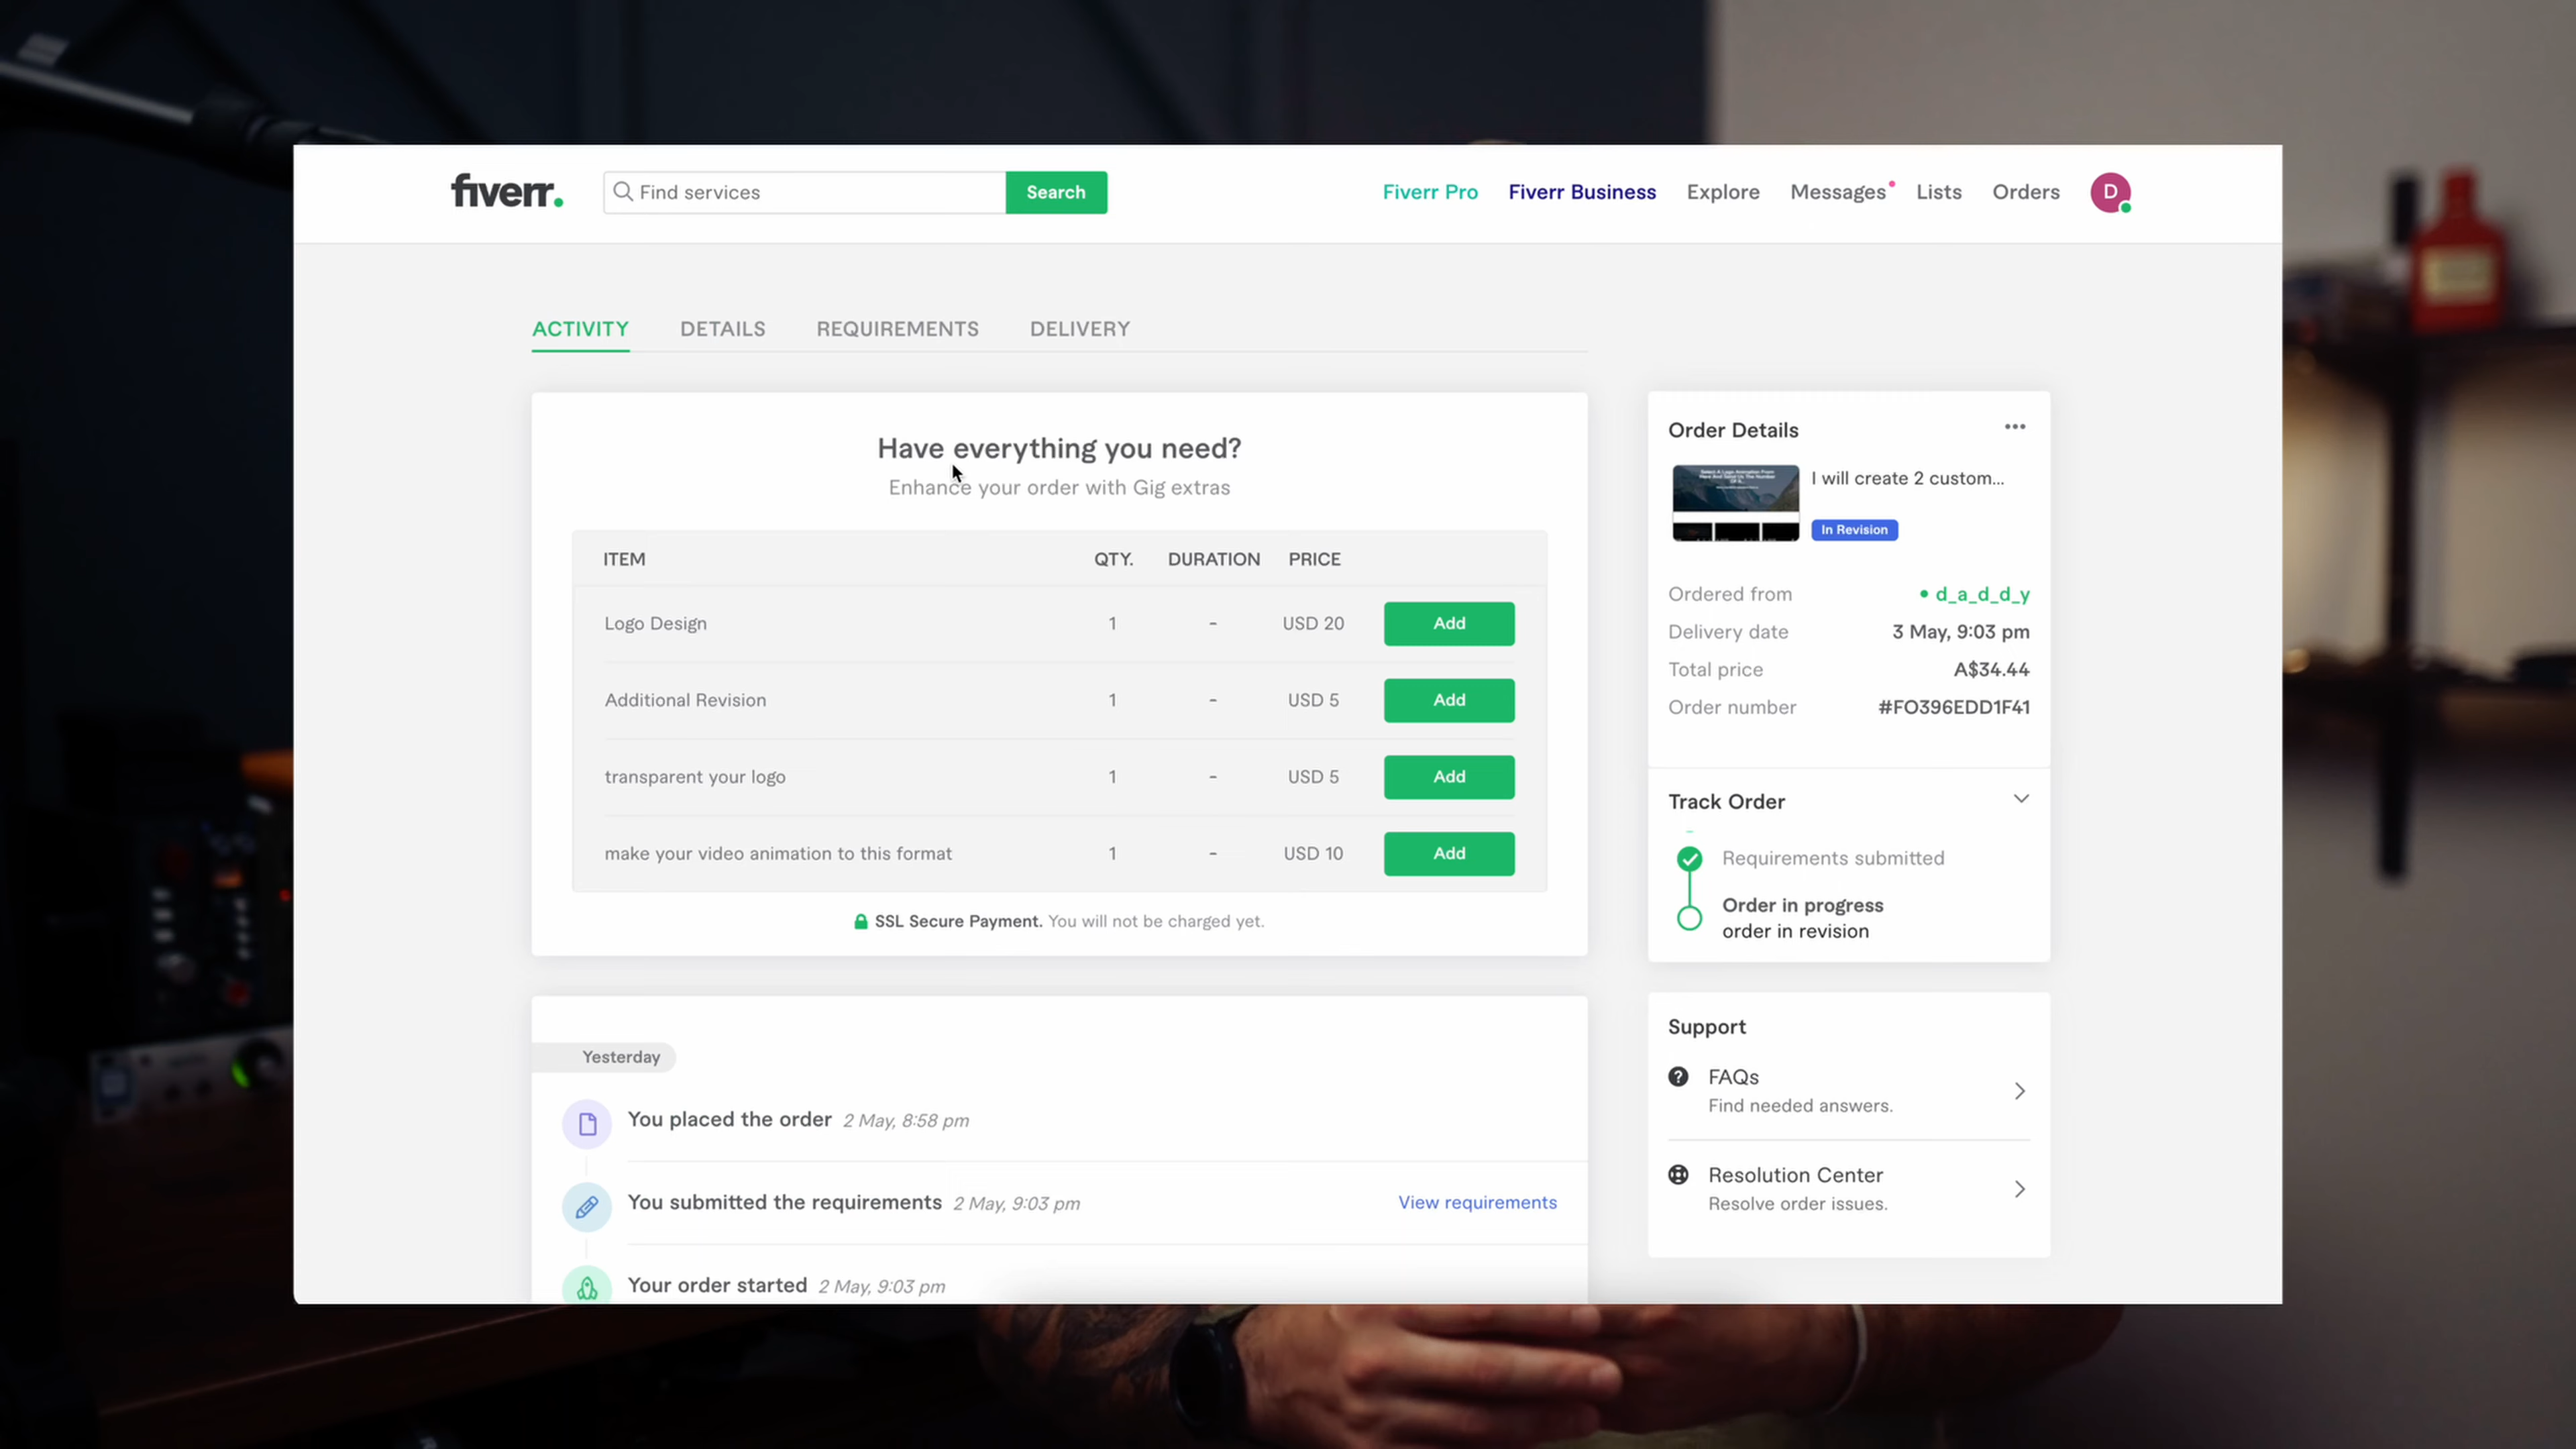 fiverr.
Find services
Search
Fiverr Pro
Fiverr Business
Explore
Messages
Lists
Orders
D
ACTIVITY
DETAILS
REQUIREMENTS
DELIVERY
Have everything you need?
Enhance your order with Gig extras
ITEM QTY. DURATION PRICE
Logo Design 1 - USD 20 Add
Additional Revision 1 - USD 5 Add
transparent your logo 1 - USD 5 Add
make your video animation to this format 1 - USD 10 Add
SSL Secure Payment. You will not be charged yet.
Yesterday
You placed the order 2 May, 8:58 pm
You submitted the requirements 2 May, 9:03 pm View requirements
Your order started 2 May, 9:03 pm
Order Details
I will create 2 custom...
In Revision
Ordered from d_a_d_d_y
Delivery date 3 May, 9:03 pm
Total price A$34.44
Order number #FO396EDD1F41
Track Order
Requirements submitted
Order in progress
order in revision
Support
FAQs
Find needed answers.
Resolution Center
Resolve order issues.